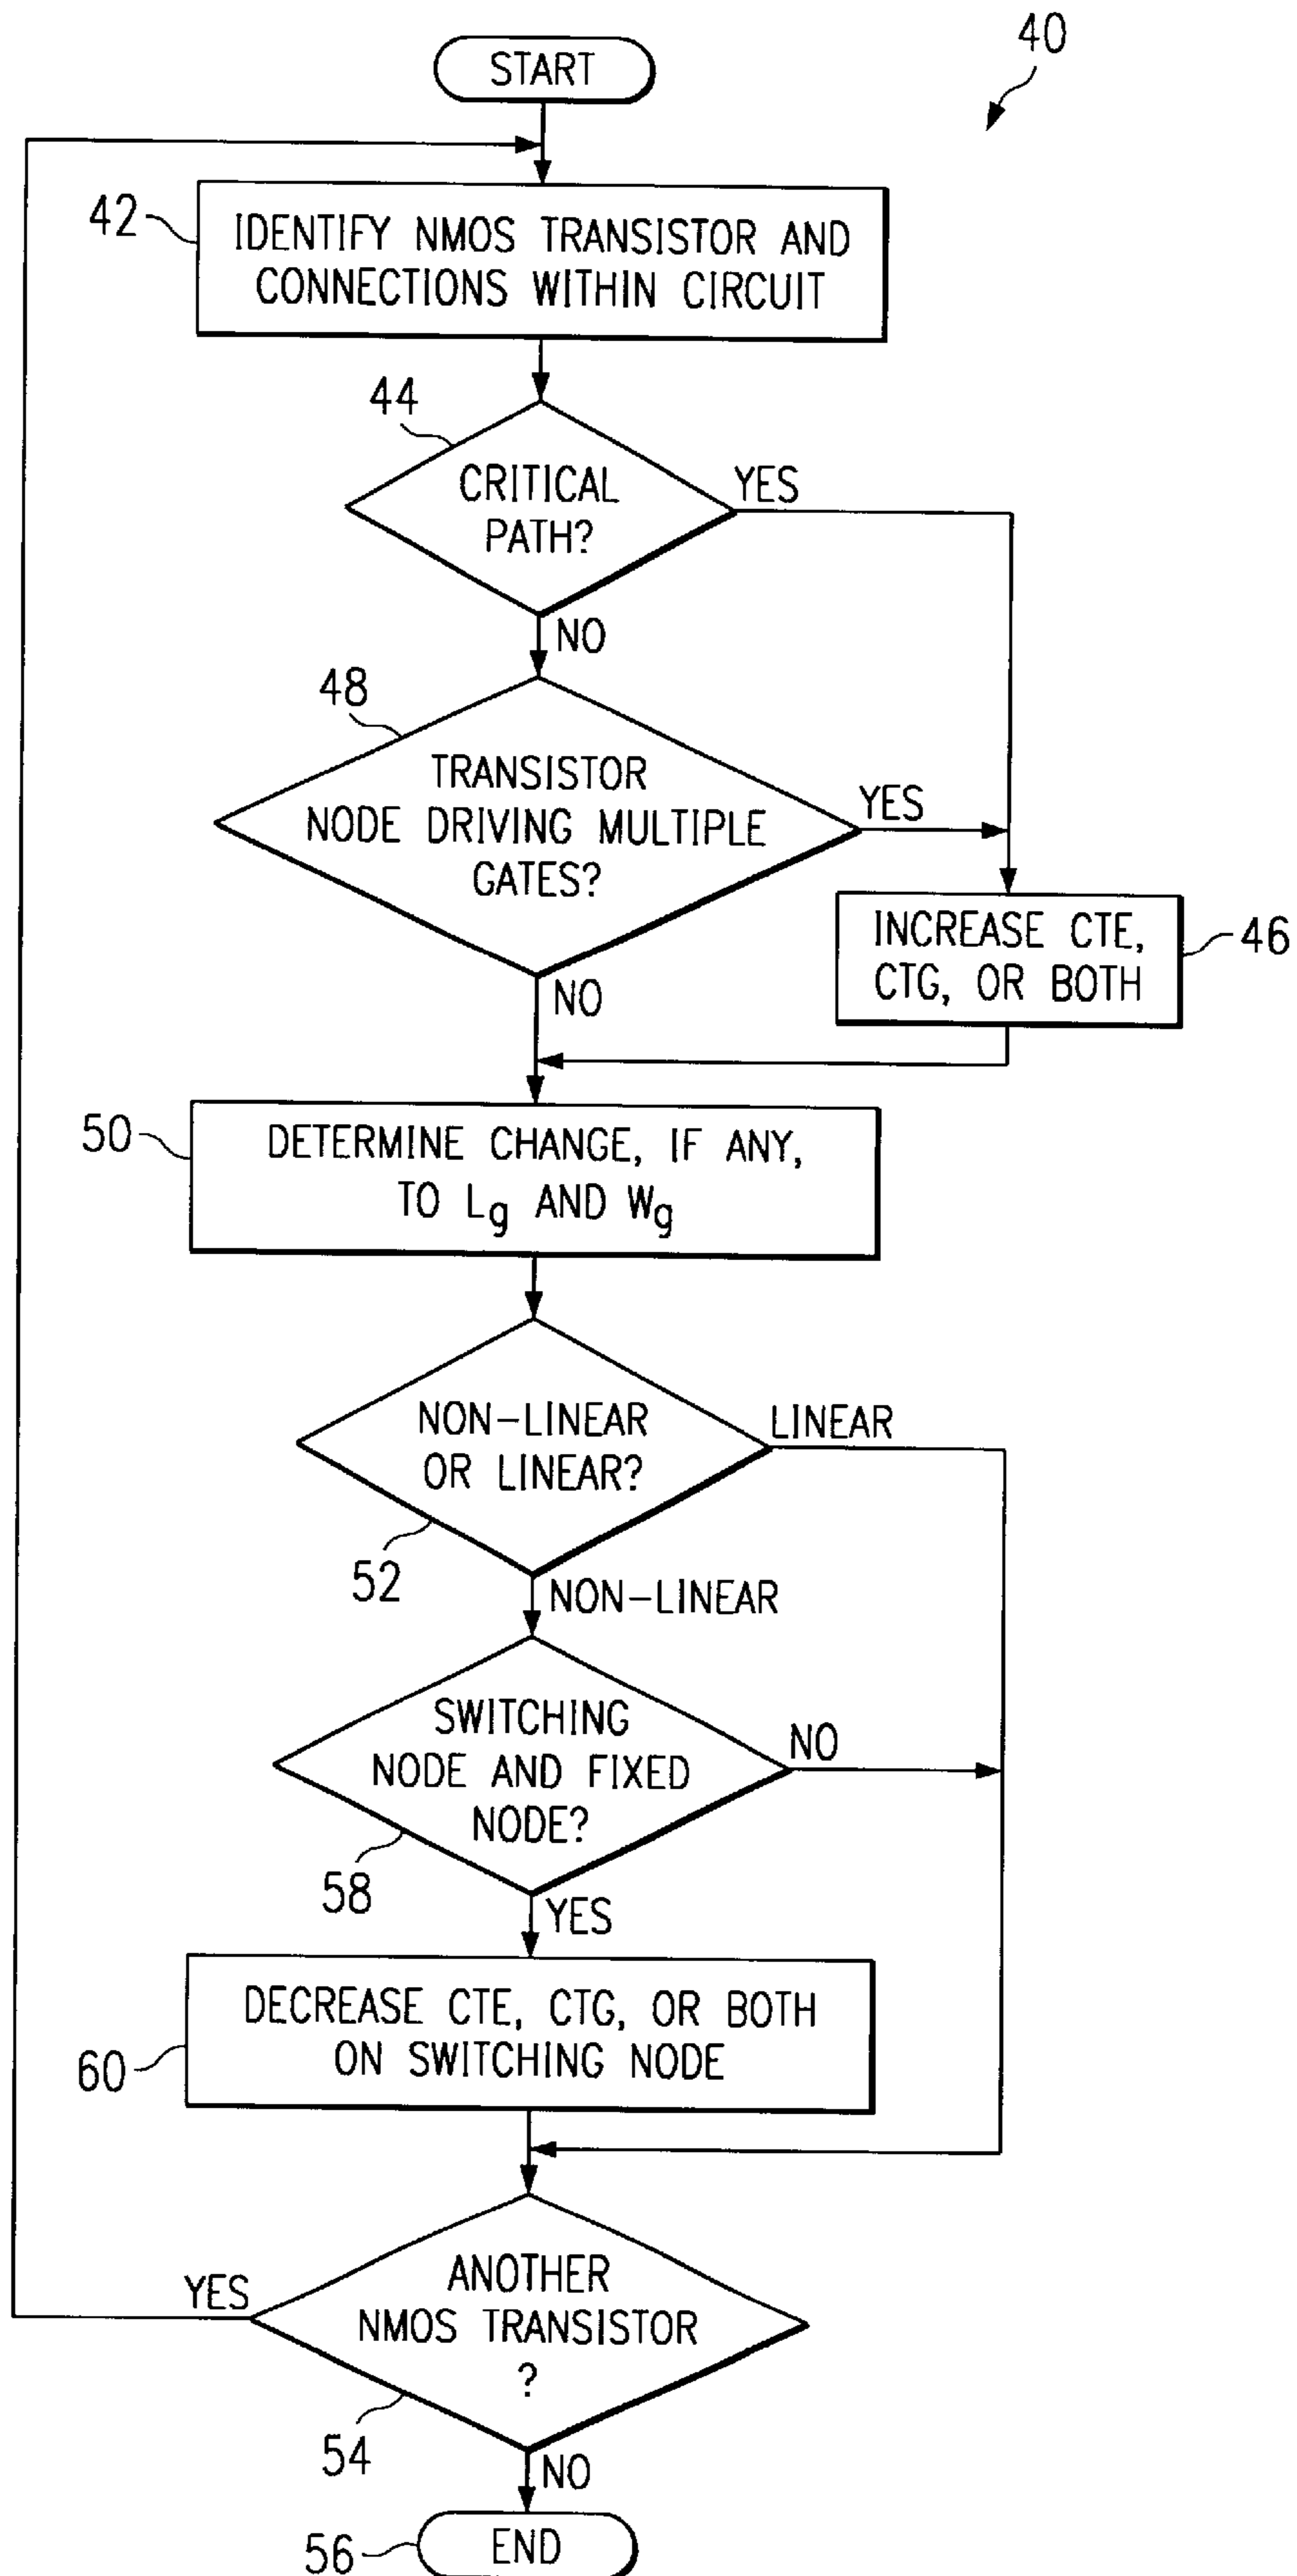 40
START
42
IDENTIFY NMOS TRANSISTOR AND
CONNECTIONS WITHIN CIRCUIT
44
CRITICAL
PATH?
YES
NO
48
TRANSISTOR
NODE DRIVING MULTIPLE
GATES?
YES
NO
INCREASE CTE,
CTG, OR BOTH
46
50
DETERMINE CHANGE, IF ANY,
TO Lg AND Wg
NON-LINEAR
OR LINEAR?
LINEAR
52
NON-LINEAR
SWITCHING
NODE AND FIXED
NODE?
NO
58
YES
DECREASE CTE, CTG, OR BOTH
ON SWITCHING NODE
60
ANOTHER
NMOS TRANSISTOR
?
YES
54
NO
56
END